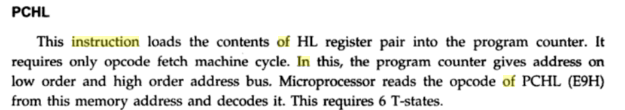 PCHL
This instruction loads the contents of HL register pair into the program counter. It
requires only opcode fetch machine cycle. In this, the program counter gives address on
low order and high order address bus. Microprocessor reads the opcode of PCHL (E9H)
from this memory address and decodes it. This requires 6 T-states.